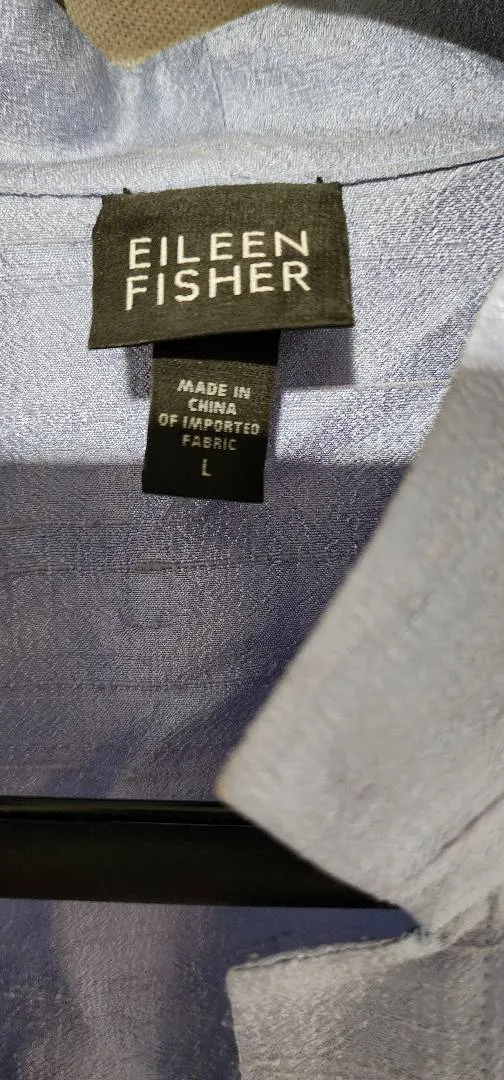 EILEEN
FISHER
MADE IN
CHINA
OF IMPORTED
FABRIC
L